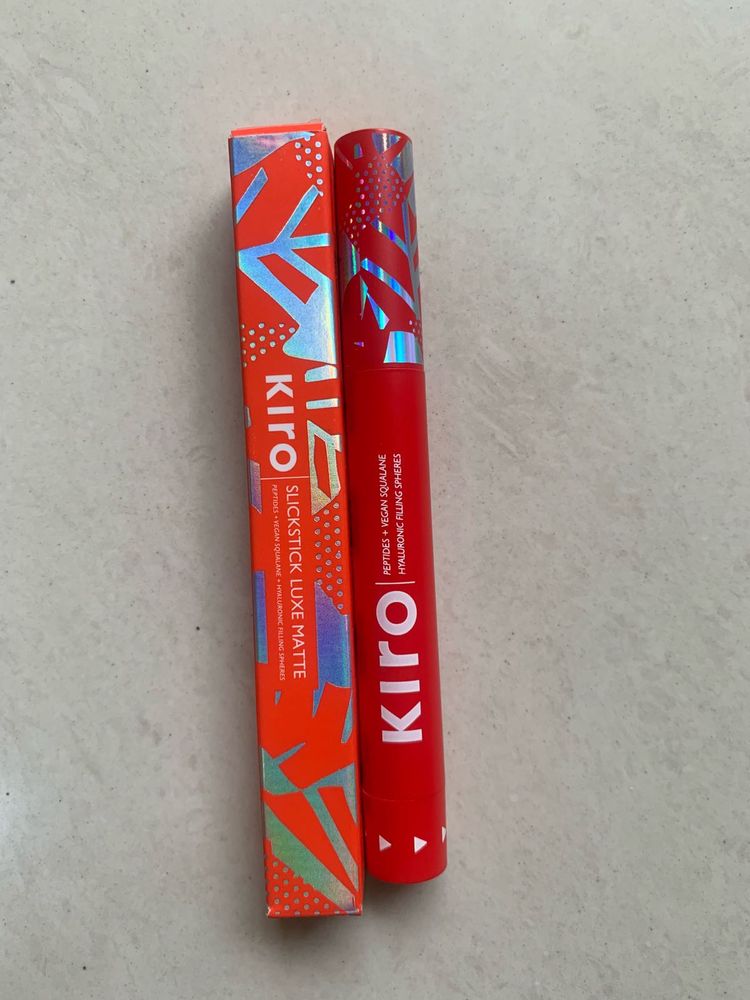 KIrO
SLICKSTICK LUXE MATTE
PEPTIDES + VEGAN SQUALANE + HYALURONIC FILLING SPHERES
KIrO
PEPTIDES + VEGAN SQUALANE
HYALURONIC FILLING SPHERES